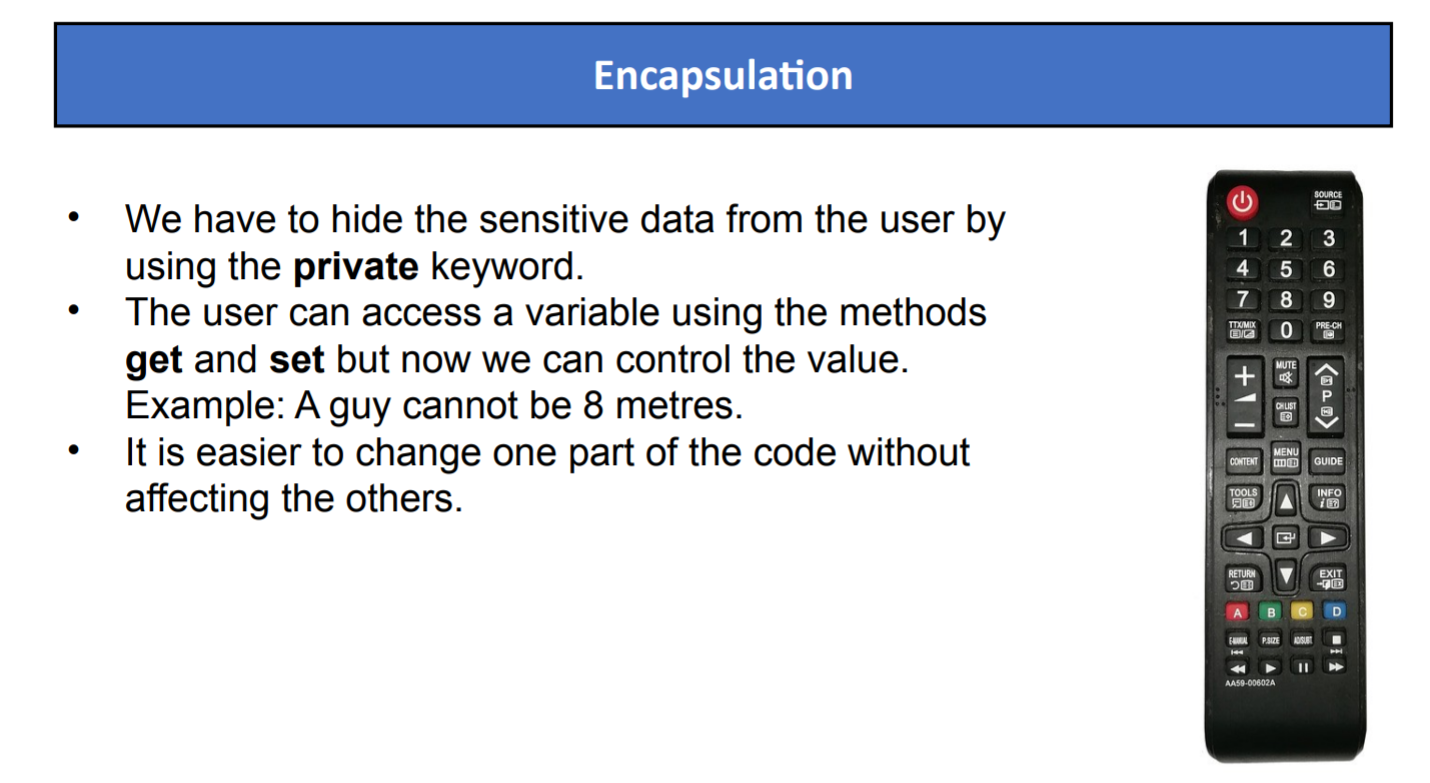 Encapsulation
• We have to hide the sensitive data from the user by
using the private keyword.
• The user can access a variable using the methods
get and set but now we can control the value.
Example: A guy cannot be 8 metres.
• It is easier to change one part of the code without
affecting the others.
SOURCE
1 2 3
4 5 6
7 8 9
TTX/MIX 0 PRE-CH
MUTE
+ P
CH LIST
−
CONTENT MENU GUIDE
TOOLS INFO
RETURN EXIT
A B C D
E-MANUAL P.SIZE AD/SUBT.
AA59-00602A